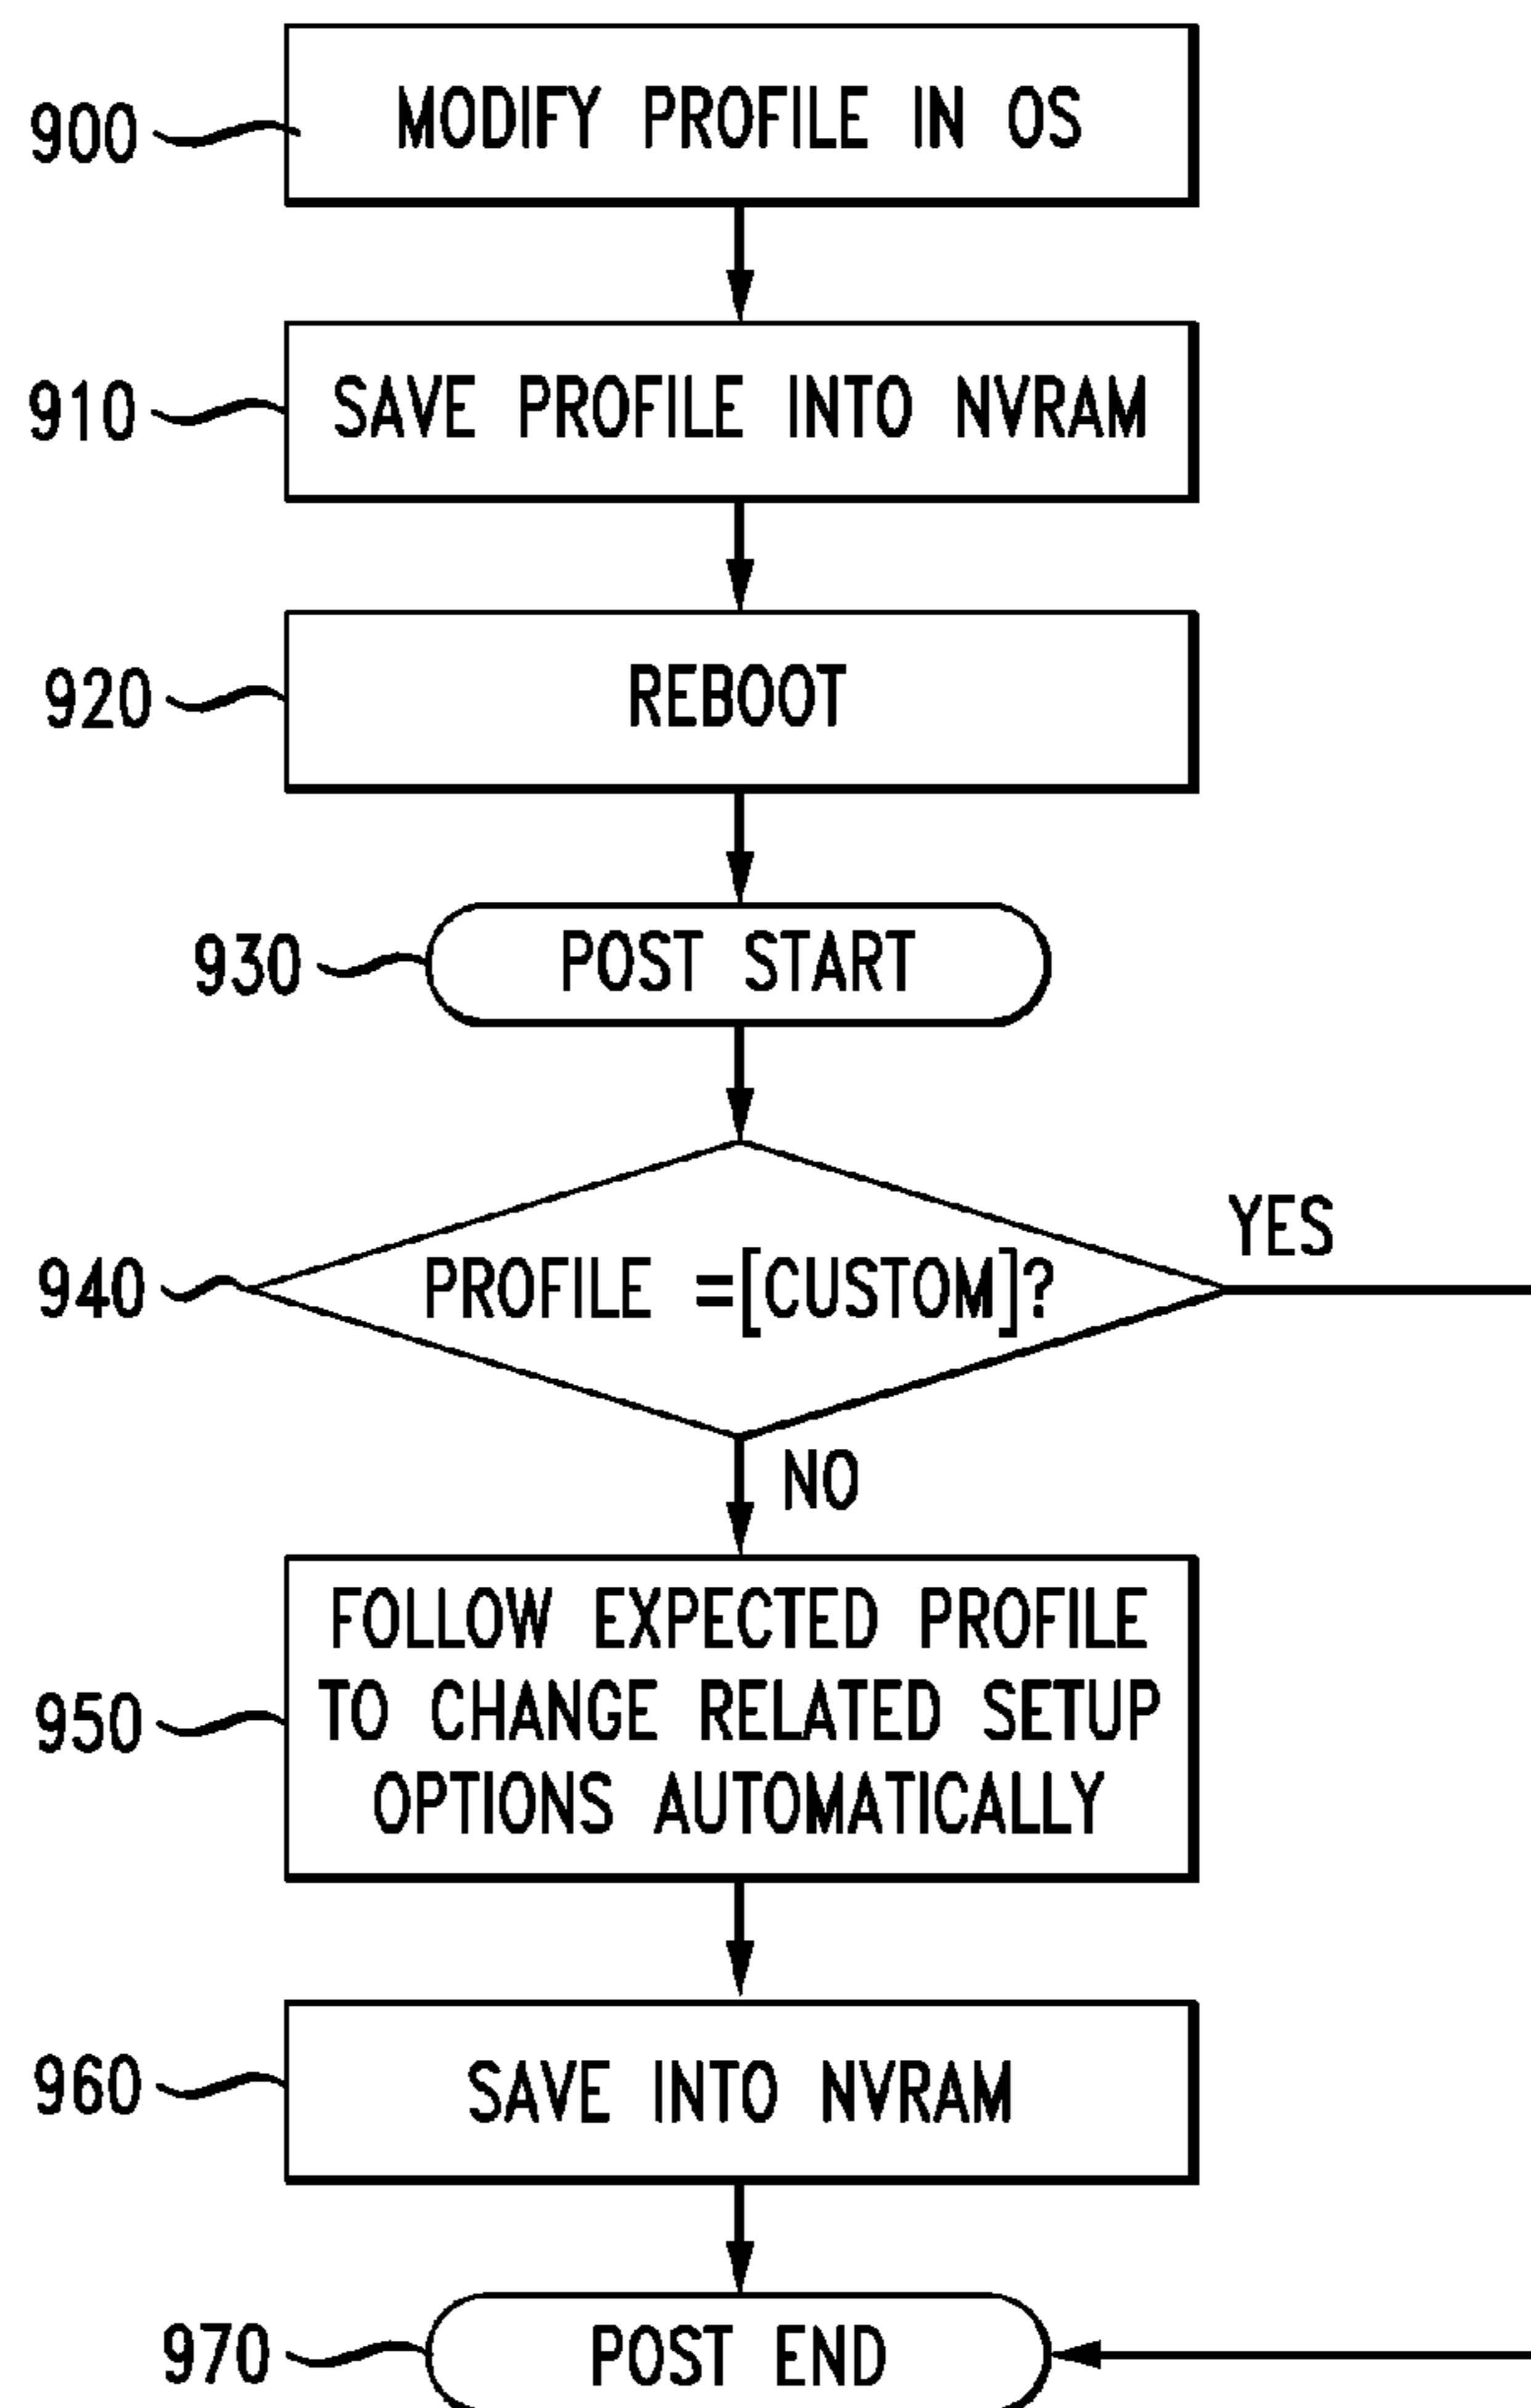 900
MODIFY PROFILE IN OS
910
SAVE PROFILE INTO NVRAM
920
REBOOT
930
POST START
940
PROFILE =[CUSTOM]?
YES
NO
950
FOLLOW EXPECTED PROFILE
TO CHANGE RELATED SETUP
OPTIONS AUTOMATICALLY
960
SAVE INTO NVRAM
970
POST END